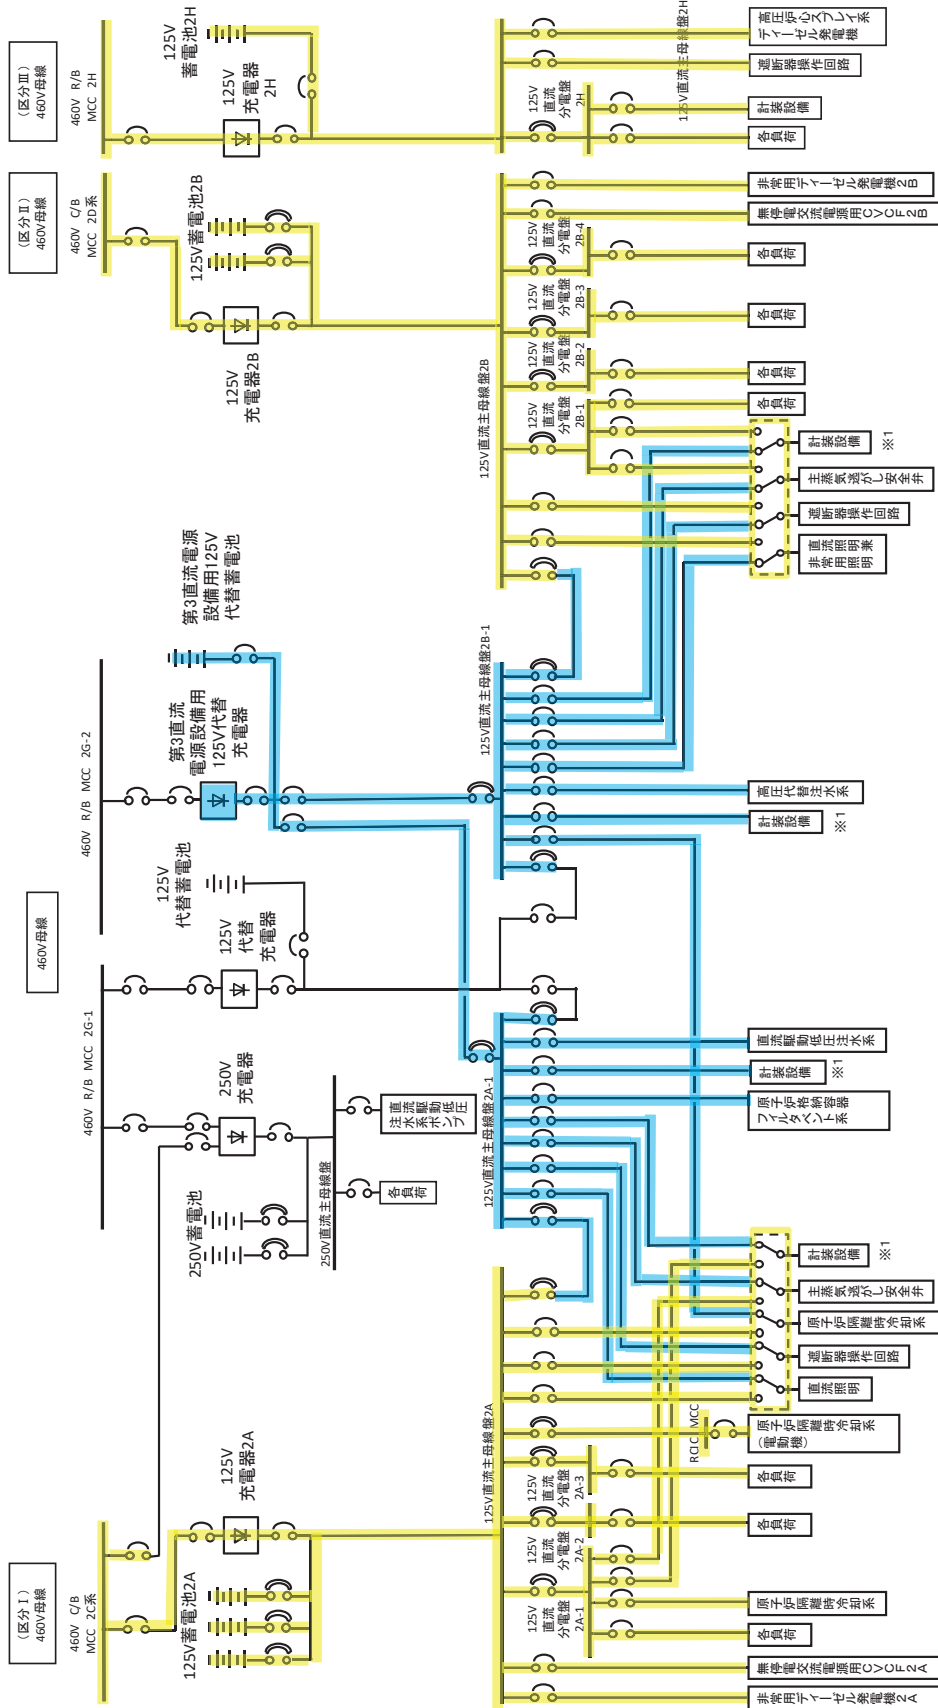 (区分Ⅰ)
460V母線
460V母線
(区分Ⅱ)
460V母線
(区分Ⅲ)
460V母線
460V C/B
MCC 2C系
460V R/B MCC 2G-1
460V R/B MCC 2G-2
460V C/B
MCC 2D系
460V R/B
MCC 2H
125V蓄電池2A
125V
充電器2A
250V蓄電池
250V
充電器
125V
代替
充電器
125V
代替蓄電池
第3直流
電源設備用
125V代替
充電器
第3直流電源
設備用125V
代替蓄電池
125V
充電器2B
125V蓄電池2B
125V
充電器
2H
125V
蓄電池2H
250V直流主母線盤
各負荷
直流駆動低圧
注水系ポンプ
125V直流主母線盤2A
125V直流主母線盤2A-1
125V直流主母線盤2B-1
125V直流主母線盤2B
125V直流主母線盤2H
125V
直流
分電盤
2A-1
125V
直流
分電盤
2A-2
125V
直流
分電盤
2A-3
125V
直流
分電盤
2B-1
125V
直流
分電盤
2B-2
125V
直流
分電盤
2B-3
125V
直流
分電盤
2B-4
125V
直流
分電盤
2H
RCIC MCC
非常用ディーゼル発電機2A
無停電交流電源用CVCF2A
各負荷
原子炉隔離時冷却系
各負荷
各負荷
原子炉隔離時冷却系
(電動機)
直流照明
遮断器操作回路
原子炉隔離時冷却系
主蒸気逃がし安全弁
計装設備
※1
原子炉格納容器
フィルタベント系
計装設備
※1
直流駆動低圧注水系
計装設備
※1
高圧代替注水系
直流照明兼
非常用照明
遮断器操作回路
主蒸気逃がし安全弁
計装設備
※1
各負荷
各負荷
各負荷
各負荷
無停電交流電源用CVCF2B
非常用ディーゼル発電機2B
各負荷
計装設備
遮断器操作回路
高圧炉心スプレイ系
ディーゼル発電機